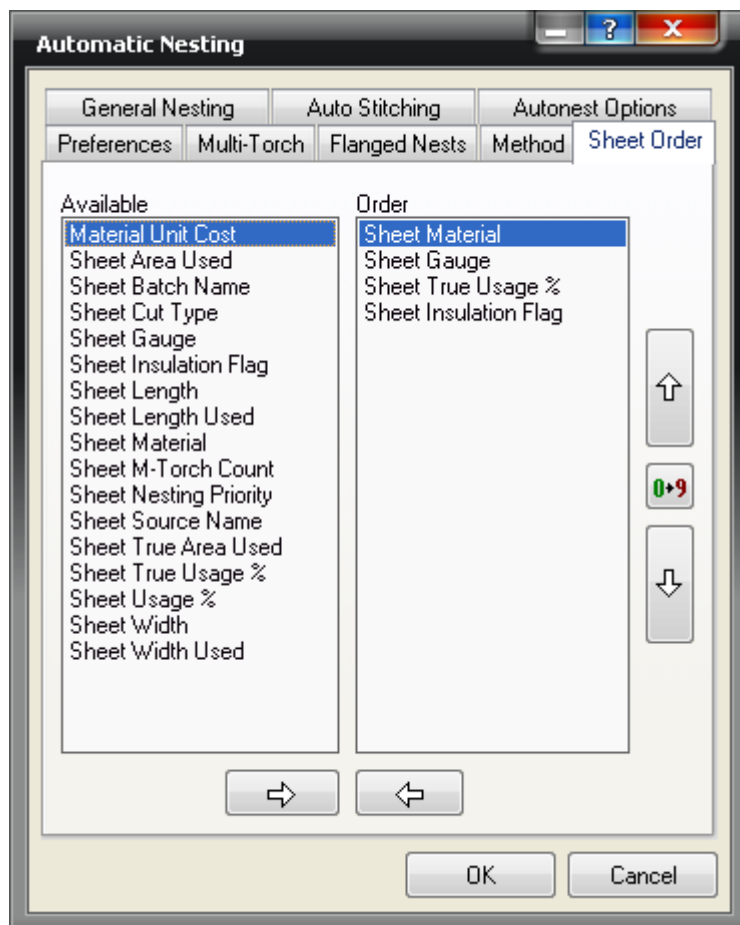 Automatic Nesting
?
X
General Nesting
Auto Stitching
Autonest Options
Preferences
Multi-Torch
Flanged Nests
Method
Sheet Order
Available
Material Unit Cost
Sheet Area Used
Sheet Batch Name
Sheet Cut Type
Sheet Gauge
Sheet Insulation Flag
Sheet Length
Sheet Length Used
Sheet Material
Sheet M-Torch Count
Sheet Nesting Priority
Sheet Source Name
Sheet True Area Used
Sheet True Usage %
Sheet Usage %
Sheet Width
Sheet Width Used
Order
Sheet Material
Sheet Gauge
Sheet True Usage %
Sheet Insulation Flag
0→9
OK
Cancel